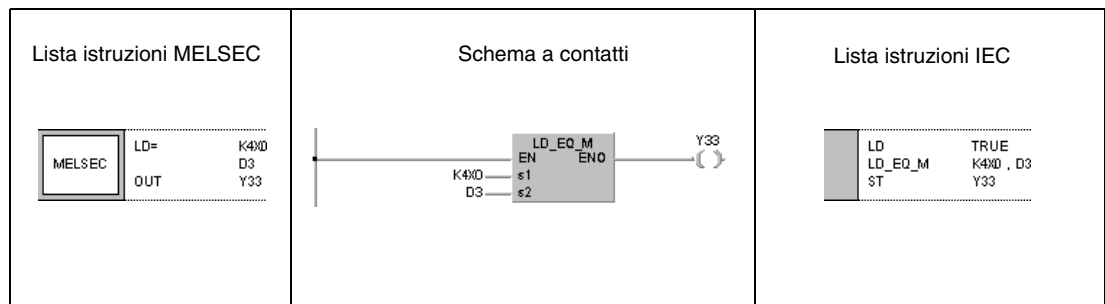 Lista istruzioni MELSEC
Schema a contatti
Lista istruzioni IEC
MELSEC
LD= K4X0
D3
OUT Y33
LD_EQ_M
EN ENO
K4X0 s1
D3 s2
Y33
LD TRUE
LD_EQ_M K4X0 , D3
ST Y33